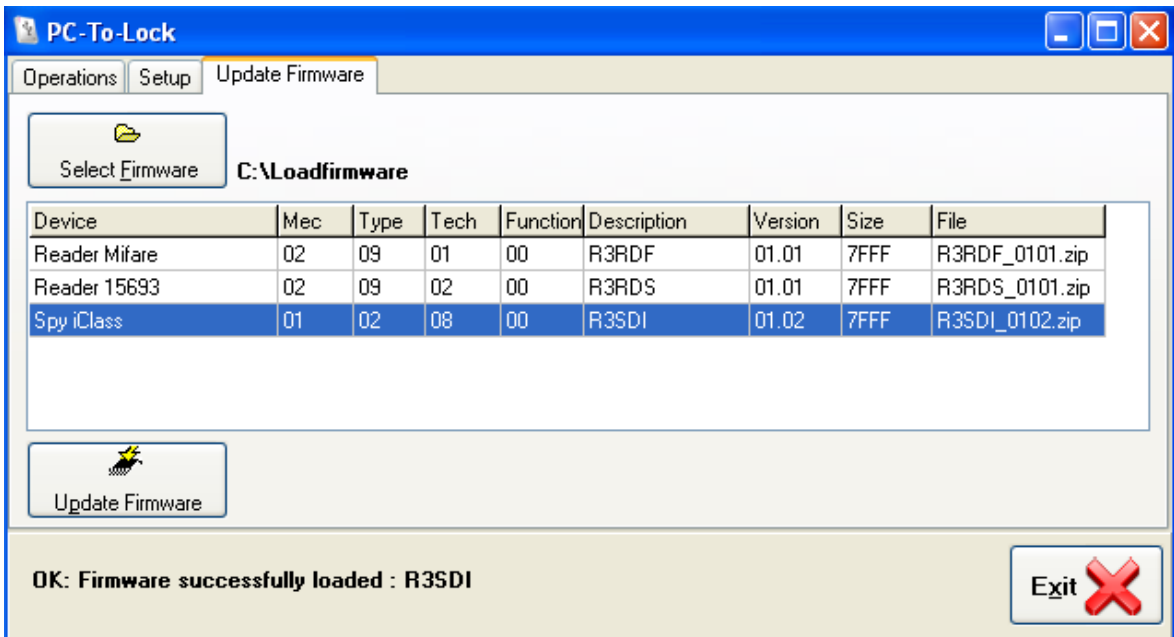 PC-To-Lock
Operations Setup Update Firmware
Select Firmware C:\Loadfirmware
Device Mec Type Tech Function Description Version Size File
Reader Mifare 02 09 01 00 R3RDF 01.01 7FFF R3RDF_0101.zip
Reader 15693 02 09 02 00 R3RDS 01.01 7FFF R3RDS_0101.zip
Spy iClass 01 02 08 00 R3SDI 01.02 7FFF R3SDI_0102.zip
Update Firmware
OK: Firmware successfully loaded : R3SDI
Exit